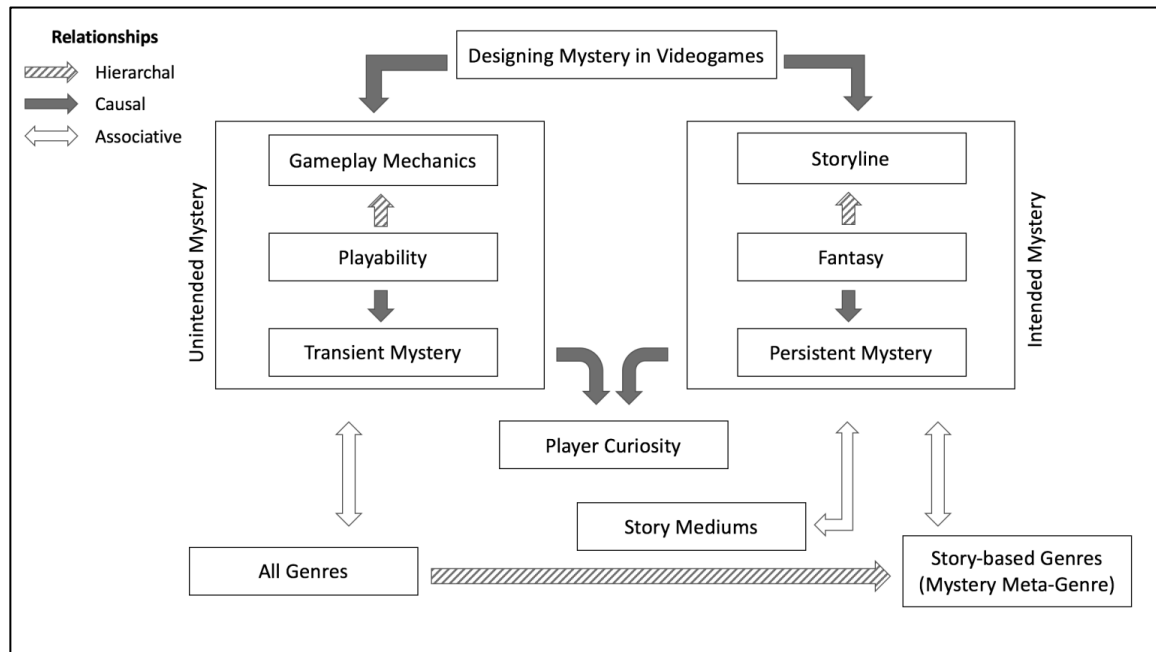 Relationships
Hierarchal
Causal
Associative
Designing Mystery in Videogames
Unintended Mystery
Gameplay Mechanics
Playability
Transient Mystery
Intended Mystery
Storyline
Fantasy
Persistent Mystery
Player Curiosity
Story Mediums
All Genres
Story-based Genres
(Mystery Meta-Genre)